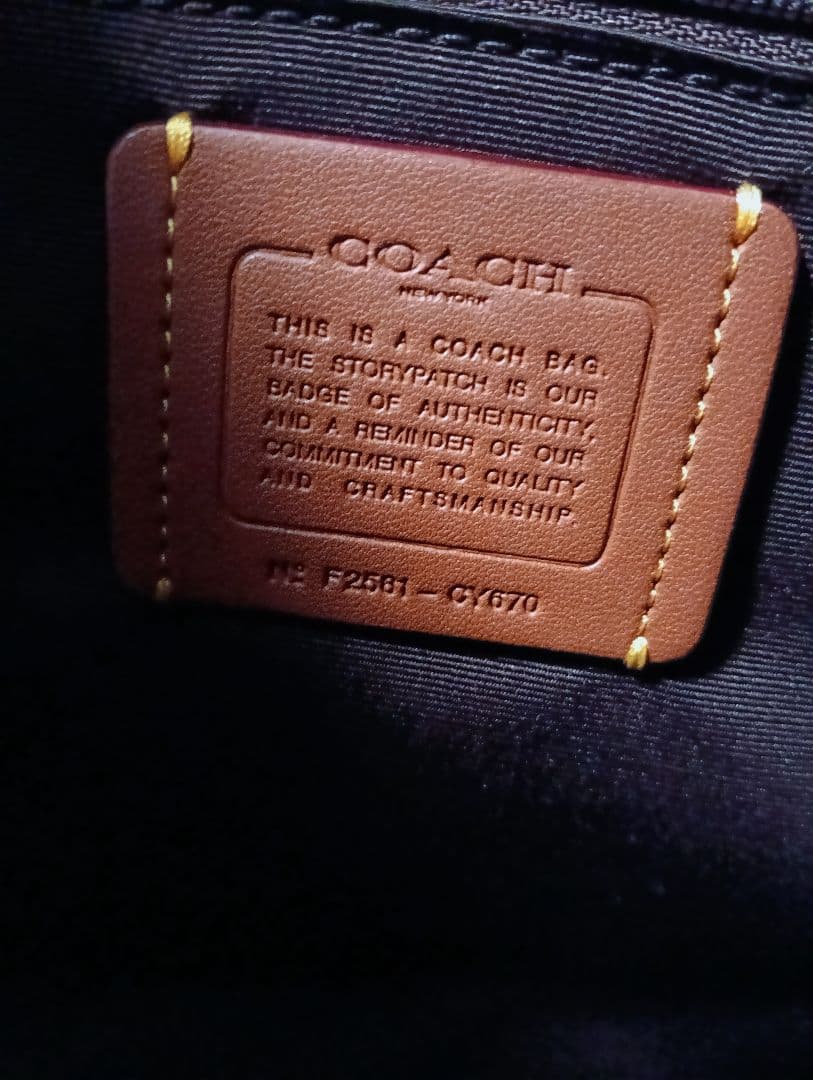 COACH
NEW YORK
THIS IS A COACH BAG.
THE STORYPATCH IS OUR
BADGE OF AUTHENTICITY,
AND A REMINDER OF OUR
COMMITMENT TO QUALITY
AND CRAFTSMANSHIP.
Nº F2581-CY670